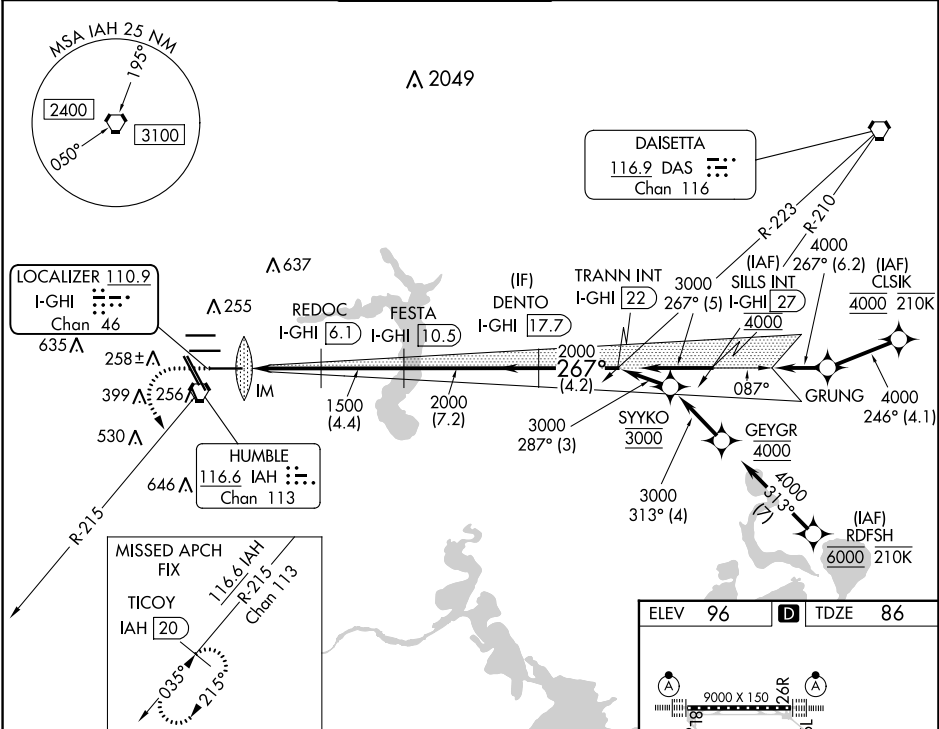 MSA IAH 25 NM
195°
2400
3100
050°
2049
DAISETTA
116.9 DAS
Chan 116
R-223
R-210
LOCALIZER 110.9
I-GHI
Chan 46
637
255
635
258±
399
256
530
646
IM
REDOC
I-GHI 6.1
FESTA
I-GHI 10.5
(IF)
DENTO
I-GHI 17.7
TRANN INT
I-GHI 22
3000
267° (5)
(IAF)
SILLS INT
I-GHI 27
4000
4000
267° (6.2)
(IAF)
CLSIK
4000 210K
2000
267°
(4.2)
087°
GRUNG
4000
246° (4.1)
1500
(4.4)
2000
(7.2)
3000
287° (3)
SYYKO
3000
GEYGR
4000
3000
313° (4)
4000
313°
(7)
(IAF)
RDFSH
6000 210K
HUMBLE
116.6 IAH
Chan 113
R-215
MISSED APCH
FIX
TICOY
IAH 20
116.6 IAH
R-215
Chan 113
035°
215°
ELEV 96 D TDZE 86
A
A
9000 X 150
26R